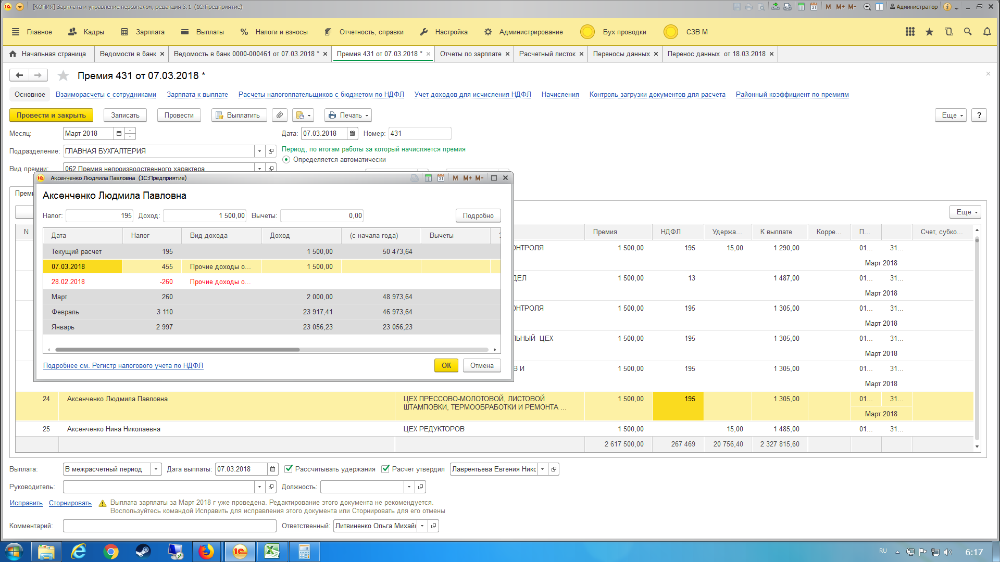 [КОПИЯ] Зарплата и управление персоналом, редакция 3.1 (1С:Предприятие)
M M+ M- Администратор
Главное Кадры Зарплата Выплаты Налоги и взносы Отчетность, справки Настройка Администрирование Бух проводки СЗВ М
Начальная страница Ведомости в банк Ведомость в банк 0000-000461 от 07.03.2018 * Премия 431 от 07.03.2018 * Отчеты по зарплате Расчетный листок Переносы данных Перенос данных от 18.03.2018
Премия 431 от 07.03.2018 *
Основное Взаиморасчеты с сотрудниками Зарплата к выплате Расчеты налогоплательщиков с бюджетом по НДФЛ Учет доходов для исчисления НДФЛ Начисления Контроль загрузки документов для расчета Районный коэффициент по премиям
Провести и закрыть Записать Провести Выплатить Печать Еще ?
Месяц: Март 2018 Дата: 07.03.2018 Номер: 431
Подразделение: ГЛАВНАЯ БУХГАЛТЕРИЯ Период, по итогам работы за который начисляется премия
Определяется автоматически
Вид премии: 062 Премия непроизводственного характера
Аксенченко Людмила Павловна (1С:Предприятие) M M+ M-
Преми
Аксенченко Людмила Павловна
Налог: 195 Доход: 1 500,00 Вычеты: 0,00 Подробно
Дата Налог Вид дохода Доход (с начала года) Вычеты
Текущий расчет 195 1 500,00 50 473,64
07.03.2018 455 Прочие доходы о... 1 500,00
28.02.2018 -260 Прочие доходы о...
Март 260 2 000,00 48 973,64
Февраль 3 110 23 917,41 46 973,64
Январь 2 997 23 056,23 23 056,23
Подробнее см. Регистр налогового учета по НДФЛ ОК Отмена
Еще
N Премия НДФЛ Удержа... К выплате Корре... П... Счет, субко...
ОНТРОЛЯ 1 500,00 195 15,00 1 290,00 01... 31...
Март 2018
ДЕЛ 1 500,00 13 1 487,00 01... 31...
Март 2018
ОНТРОЛЯ 1 500,00 195 1 305,00 01... 31...
Март 2018
ЛЬНЫЙ ЦЕХ 1 500,00 195 1 305,00 01... 31...
Март 2018
В И 1 500,00 195 1 305,00 01... 31...
Март 2018
24 Аксенченко Людмила Павловна ЦЕХ ПРЕССОВО-МОЛОТОВОЙ, ЛИСТОВОЙ 1 500,00 195 1 305,00 01... 31...
ШТАМПОВКИ, ТЕРМООБРАБОТКИ И РЕМОНТА ...
Март 2018
25 Аксенченко Нина Николаевна ЦЕХ РЕДУКТОРОВ 1 500,00 15,00 1 485,00 01... 31...
2 617 500,00 267 469 20 756,40 2 327 815,60
Выплата: В межрасчетный период Дата выплаты: 07.03.2018 Рассчитывать удержания Расчет утвердил Лаврентьева Евгения Нико
Руководитель: Должность:
Исправить Сторнировать Выплата зарплаты за Март 2018 г уже проведена. Редактирование этого документа не рекомендуется.
Воспользуйтесь командой Исправить для исправления этого документа или Сторнировать для его отмены
Комментарий: Ответственный: Литвиненко Ольга Михайл
RU 6:17